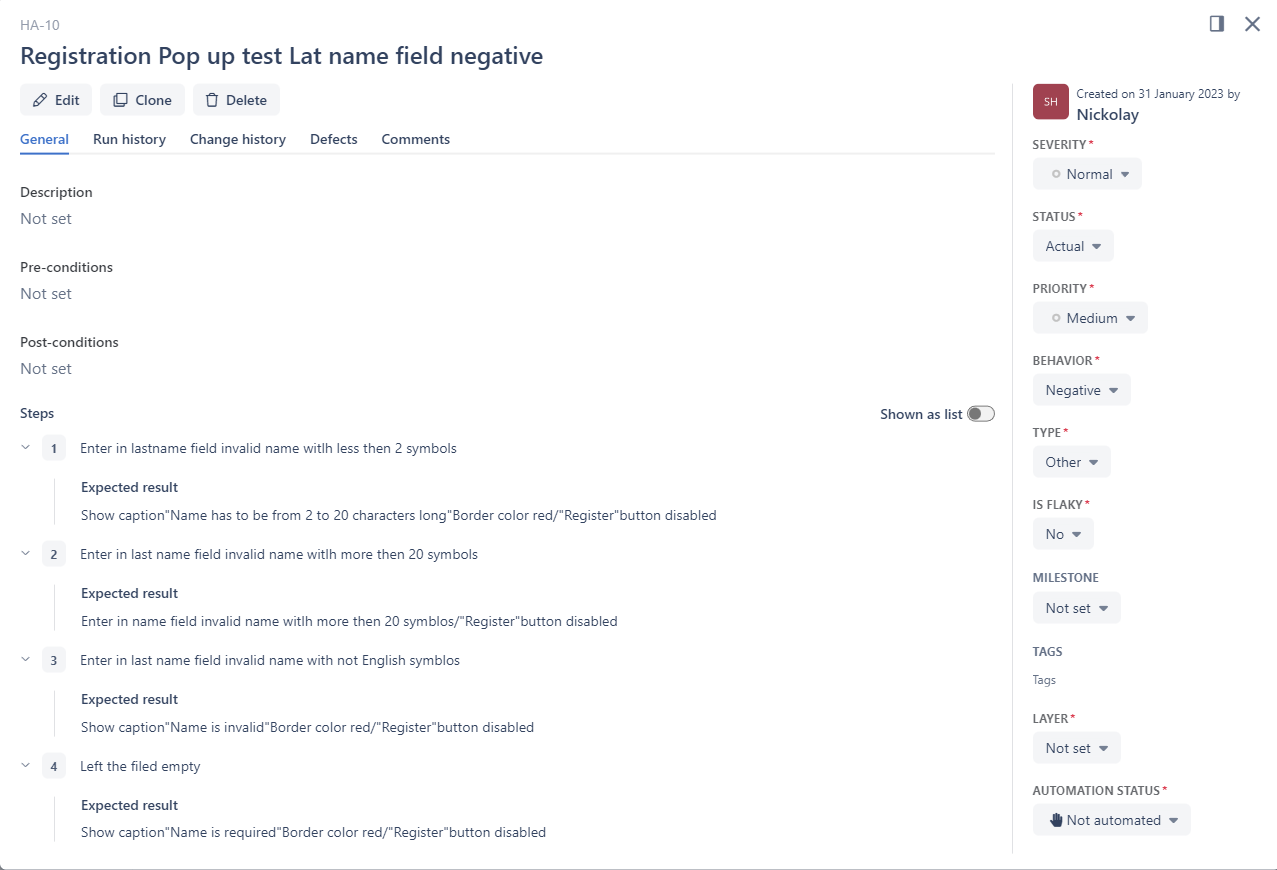 HA-10
Registration Pop up test Lat name field negative
Edit
Clone
Delete
General
Run history
Change history
Defects
Comments
Description
Not set
Pre-conditions
Not set
Post-conditions
Not set
Steps
Shown as list
1 Enter in lastname field invalid name witlh less then 2 symbols
Expected result
Show caption"Name has to be from 2 to 20 characters long"Border color red/"Register"button disabled
2 Enter in last name field invalid name witlh more then 20 symbols
Expected result
Enter in name field invalid name witlh more then 20 symblos/"Register"button disabled
3 Enter in last name field invalid name with not English symblos
Expected result
Show caption"Name is invalid"Border color red/"Register"button disabled
4 Left the filed empty
Expected result
Show caption"Name is required"Border color red/"Register"button disabled
SH
Created on 31 January 2023 by
Nickolay
SEVERITY*
Normal
STATUS*
Actual
PRIORITY*
Medium
BEHAVIOR*
Negative
TYPE*
Other
IS FLAKY*
No
MILESTONE
Not set
TAGS
Tags
LAYER*
Not set
AUTOMATION STATUS*
Not automated